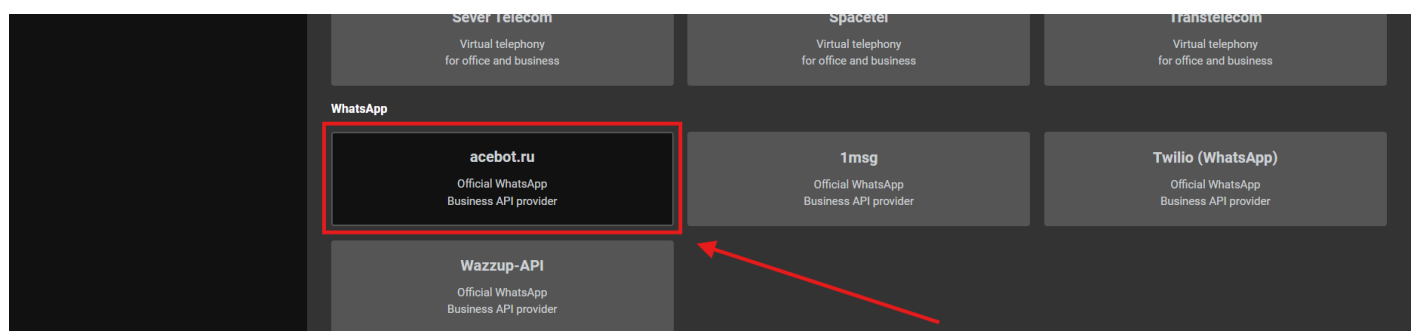 Sever Telecom
Spacetel
Transtelecom
Virtual telephony
for office and business
Virtual telephony
for office and business
Virtual telephony
for office and business
WhatsApp
acebot.ru
Official WhatsApp
Business API provider
1msg
Official WhatsApp
Business API provider
Twilio (WhatsApp)
Official WhatsApp
Business API provider
Wazzup-API
Official WhatsApp
Business API provider